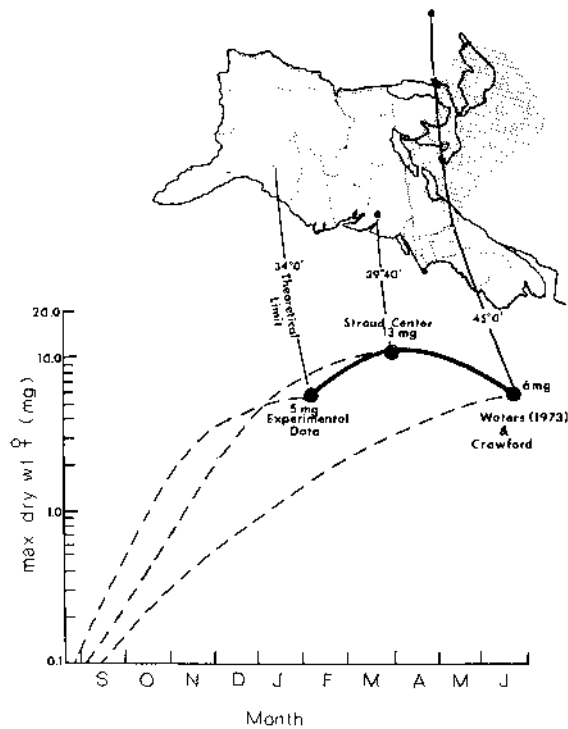 34°0'
Theoretical
Limit
39°40'
45°0'
Stroud Center
13 mg
6mg
5 mg
Experimental
Data
Waters (1973)
&
Crawford
20.0
10.0
1.0
0.1
max dry wt ♀ (mg)
S O N D J F M A M J
Month